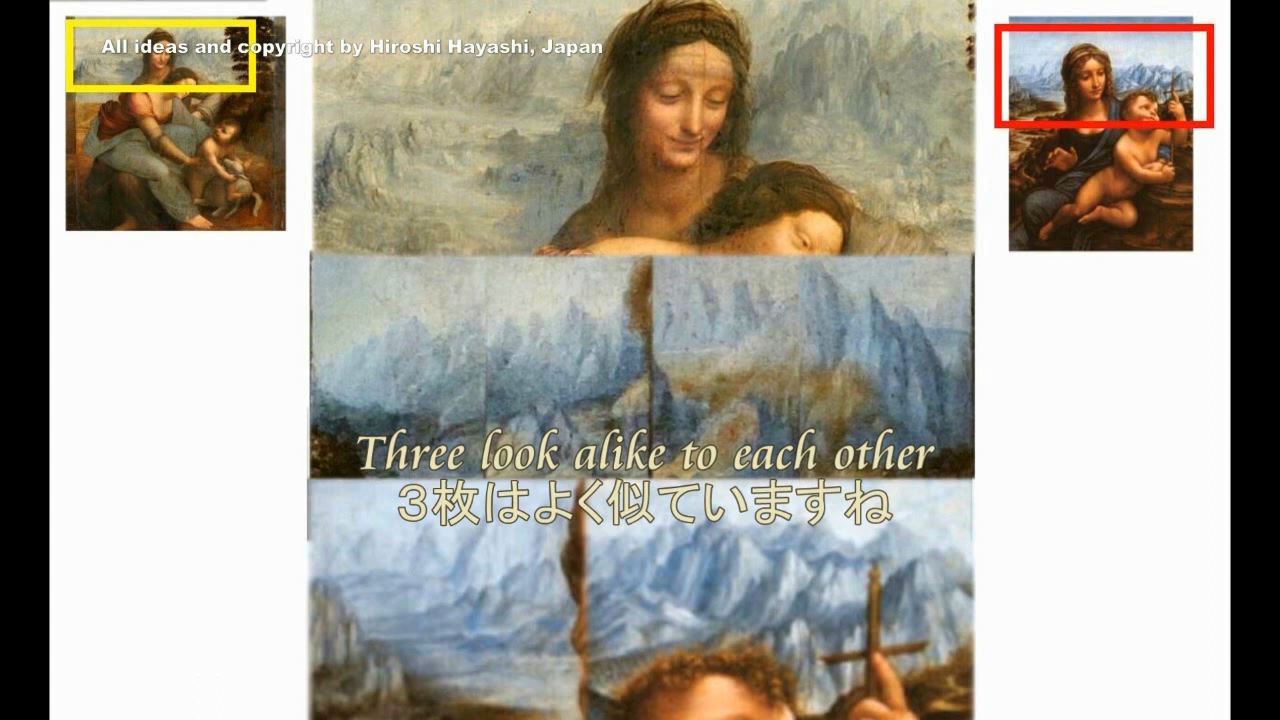 All ideas and copyright by Hiroshi Hayashi, Japan
Three look alike to each other
３枚はよく似ていますね